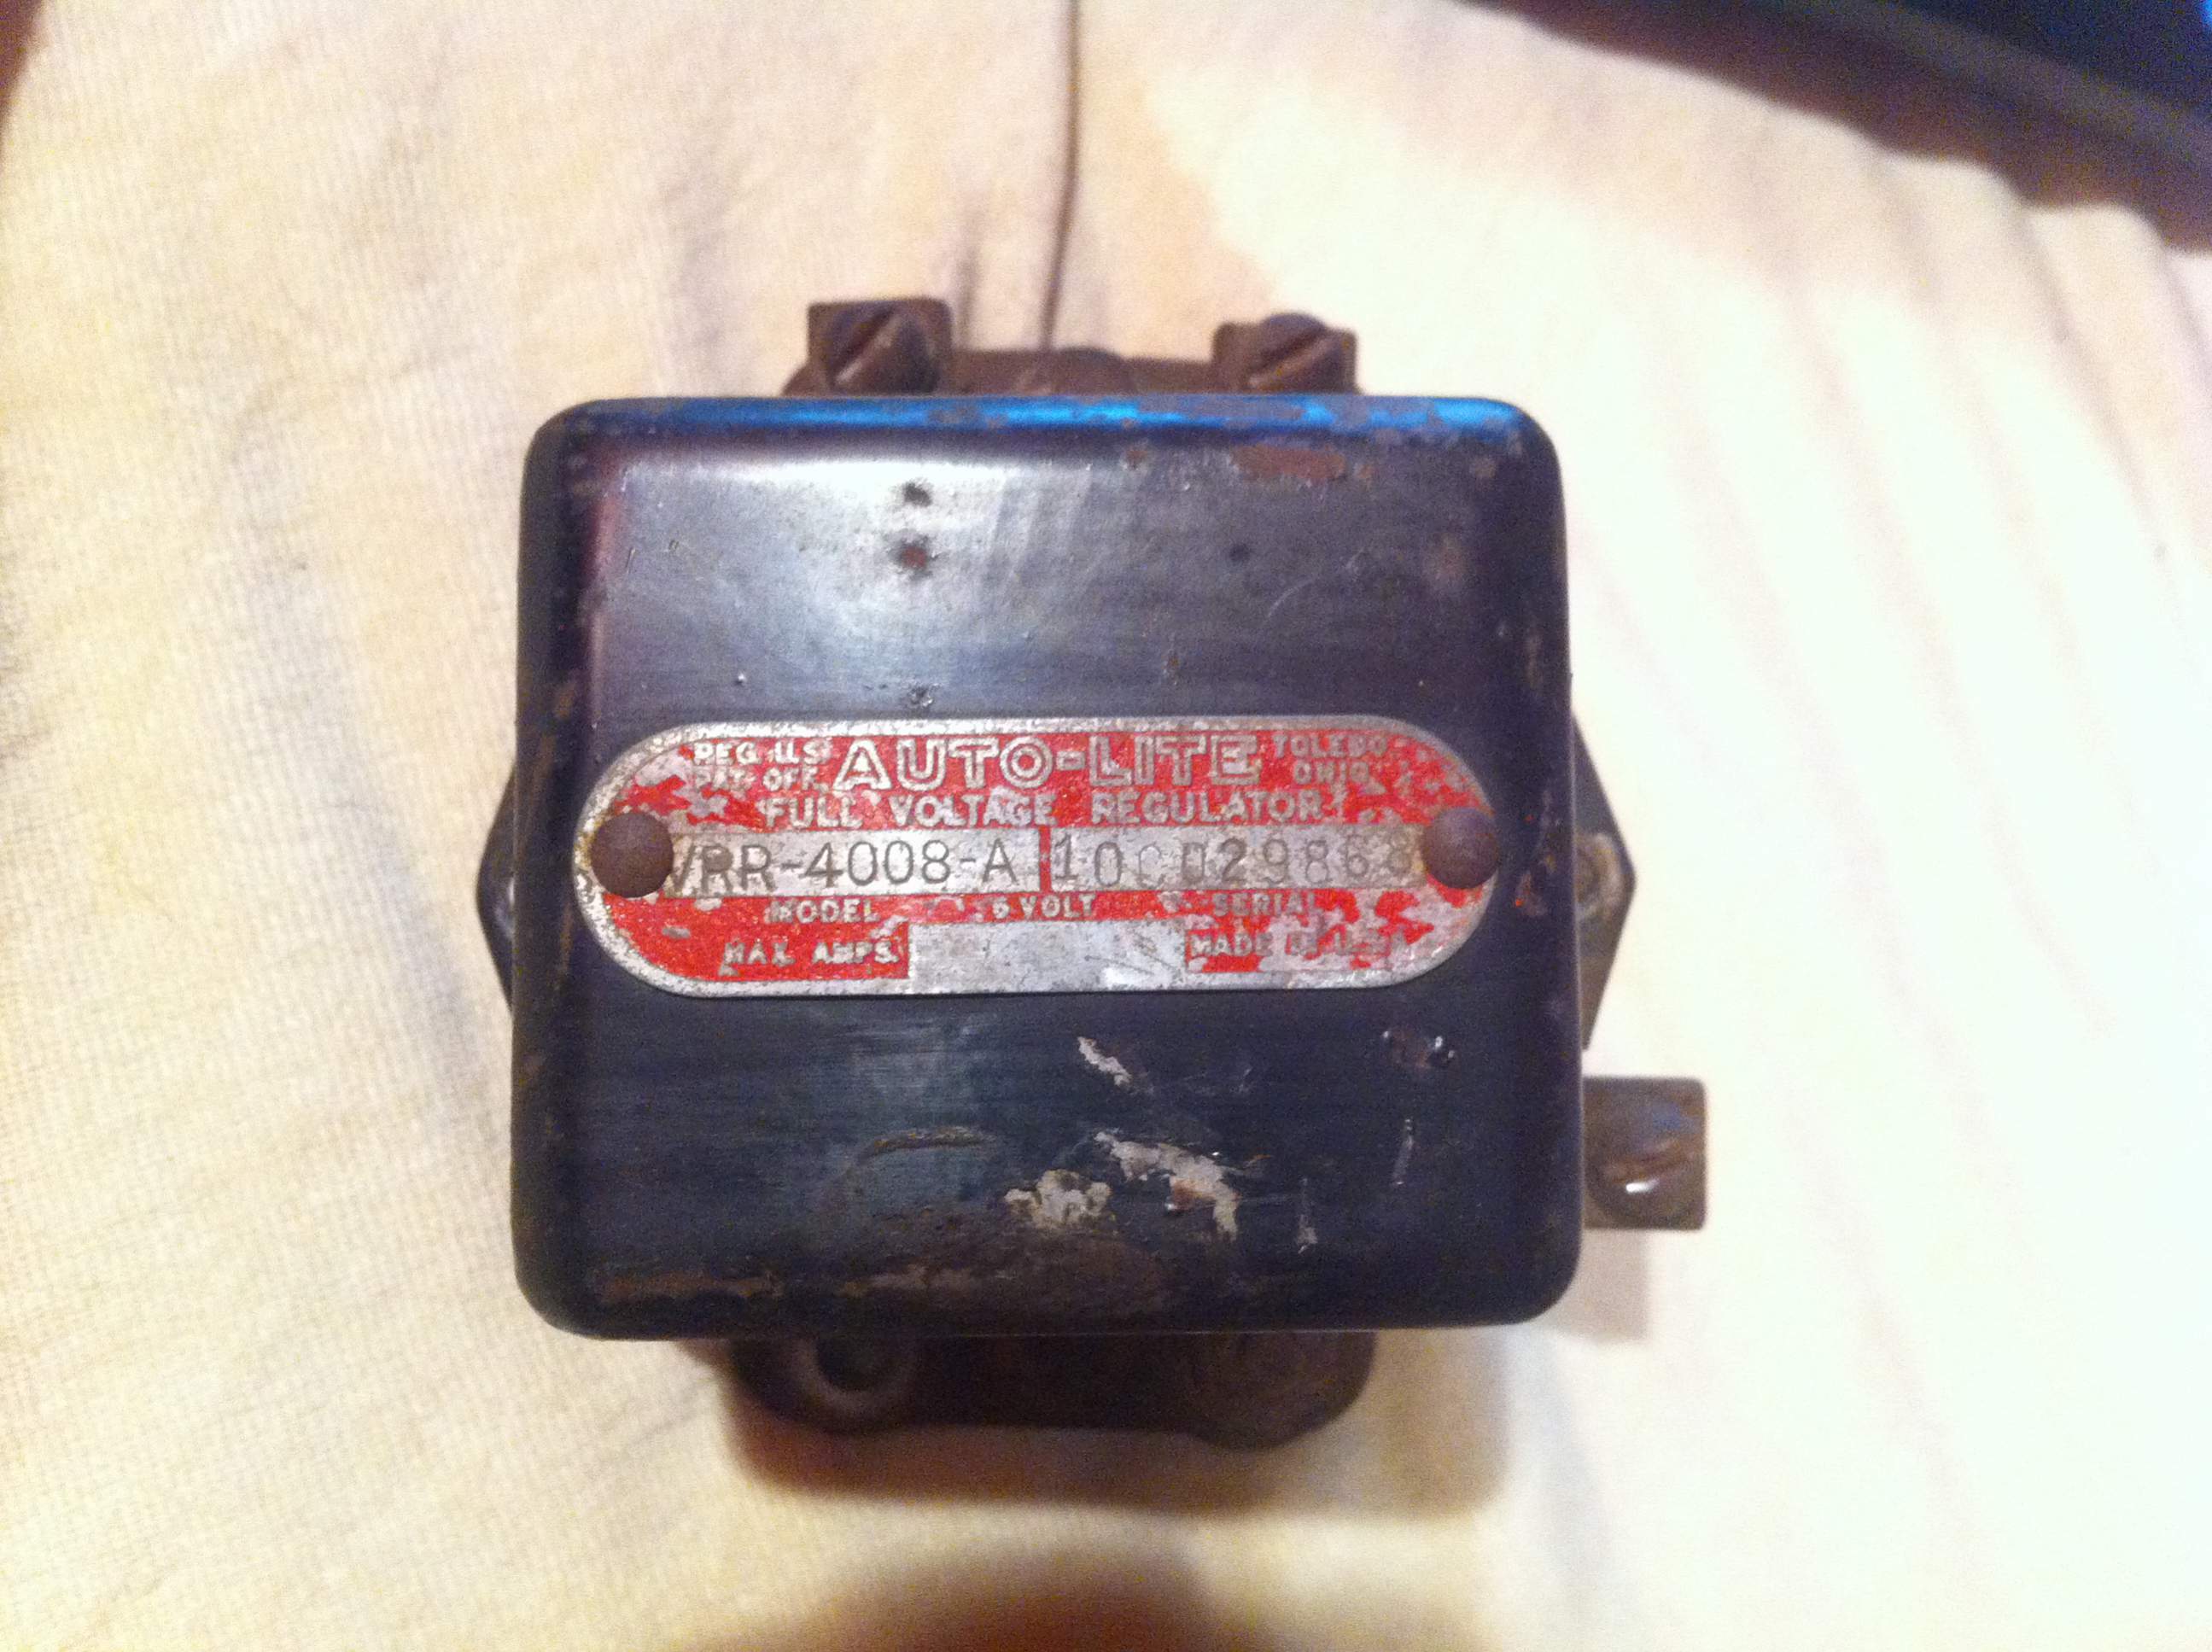 REG. U.S. PAT. OFF. AUTO-LITE TOLEDO OHIO
FULL VOLTAGE REGULATOR
VRR-4008-A
MODEL 6 VOLT SERIAL
MAX. AMPS. MADE IN U.S.A.